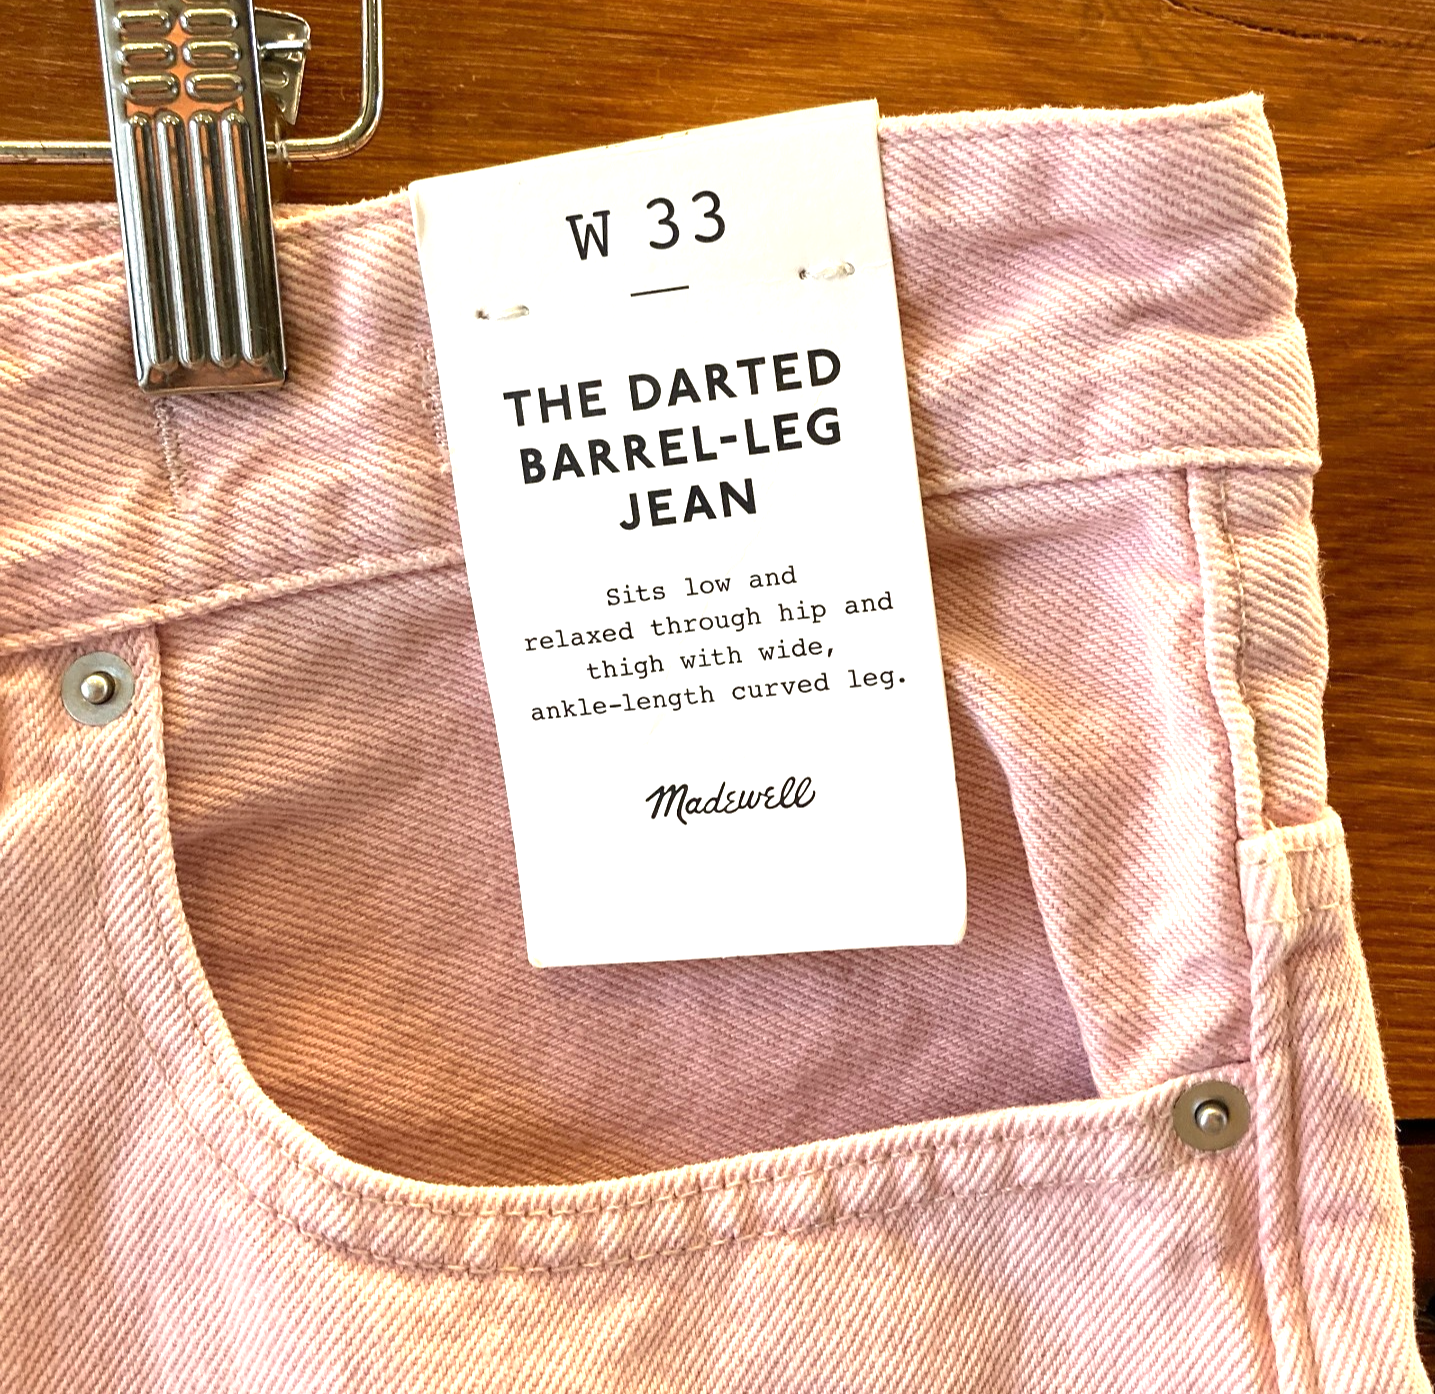 W 33
THE DARTED
BARREL-LEG
JEAN
Sits low and
relaxed through hip and
thigh with wide,
ankle-length curved leg.
Madewell